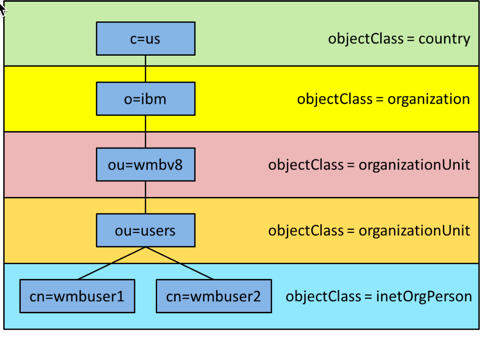 c=us objectClass = country
o=ibm objectClass = organization
ou=wmbv8 objectClass = organizationUnit
ou=users objectClass = organizationUnit
cn=wmbuser1 cn=wmbuser2 objectClass = inetOrgPerson